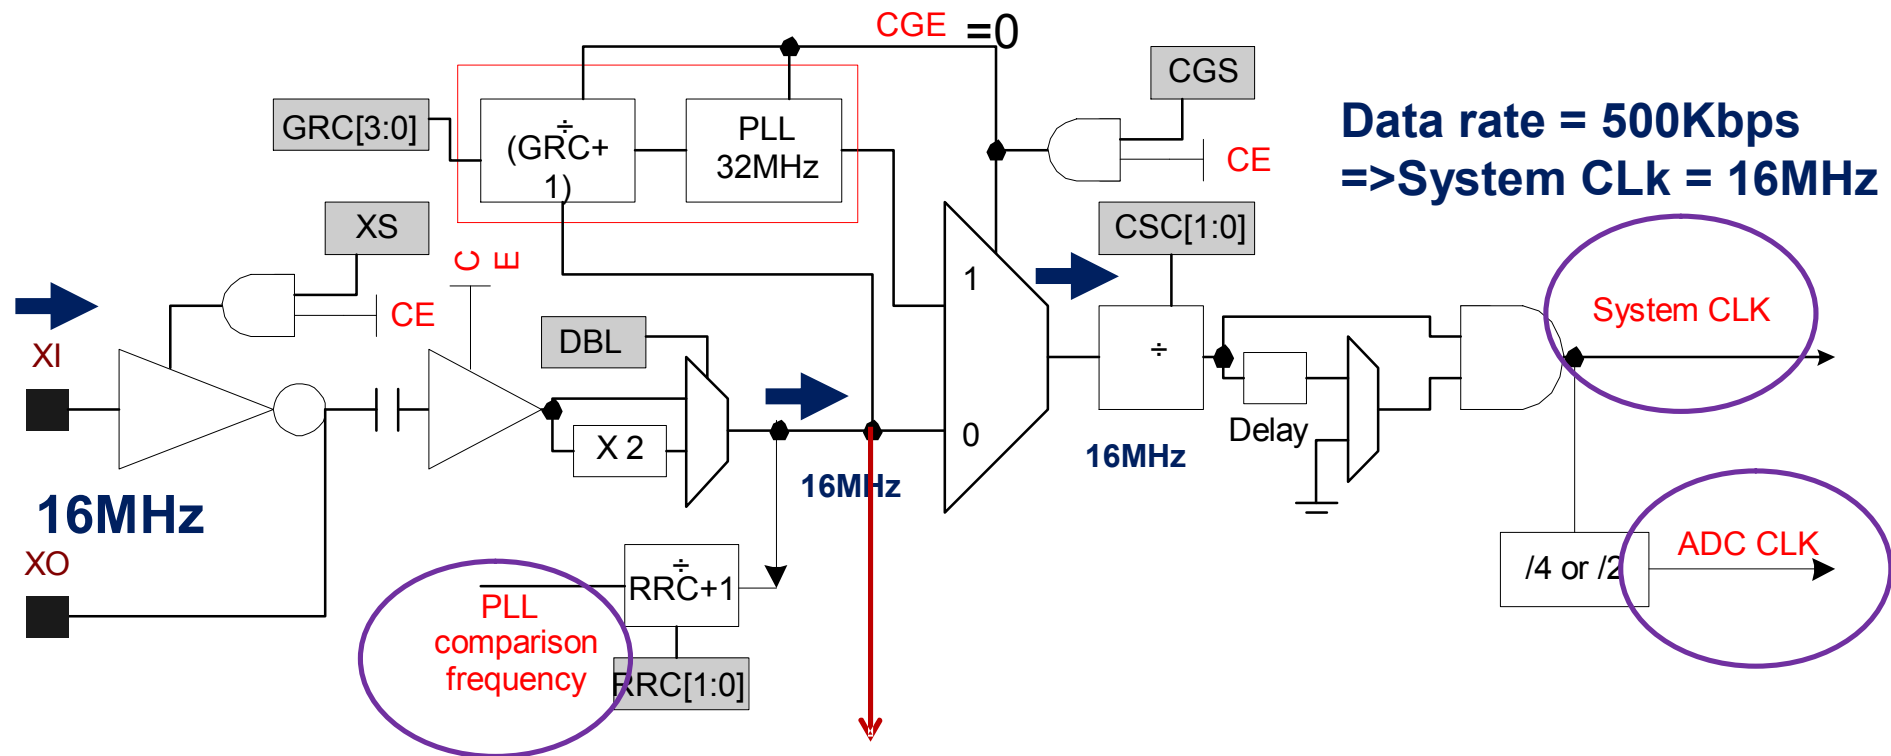 CGE =0
CGS
GRC[3:0]
÷
(GRC+
1)
PLL
32MHz
CE
Data rate = 500Kbps
=>System CLk = 16MHz
XS
C
E
CSC[1:0]
1
CE
System CLK
XI
DBL
÷
X 2
0
Delay
16MHz
16MHz
16MHz
XO
÷
RRC+1
PLL
comparison
frequency
RRC[1:0]
/4 or /2
ADC CLK